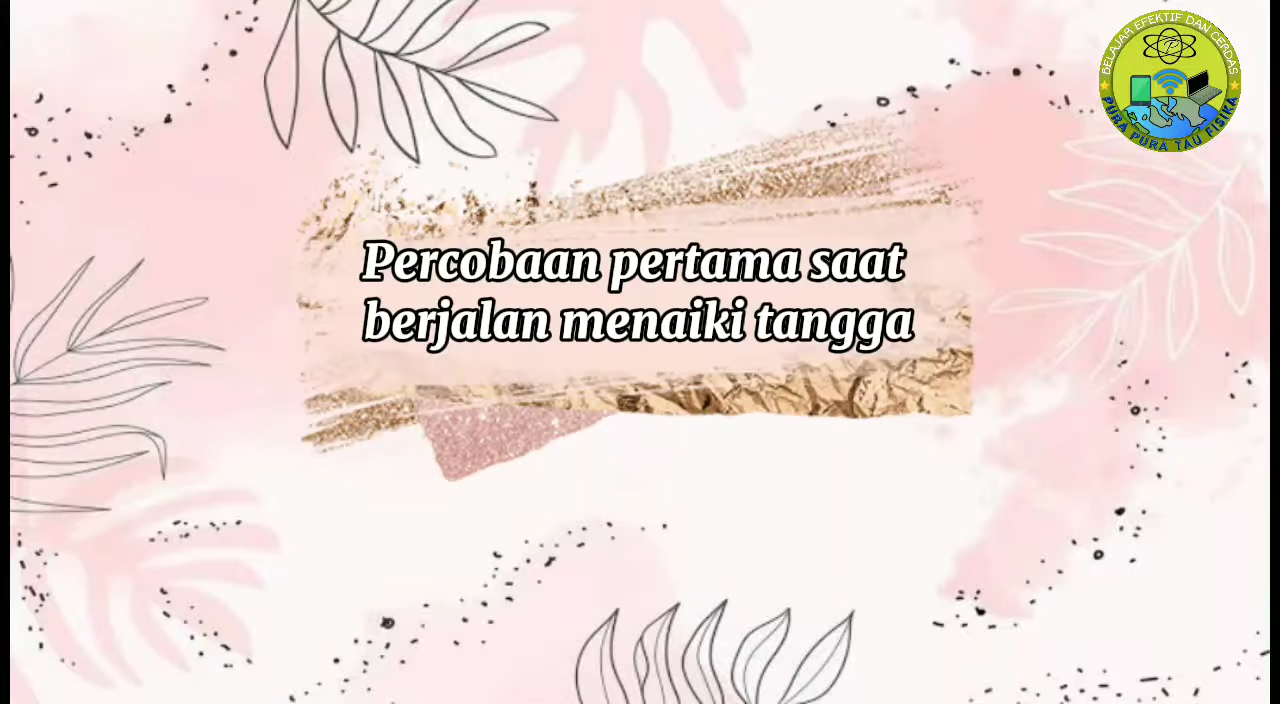 Percobaan pertama saat
berjalan menaiki tangga
BELAJAR EFEKTIF DAN CERDAS
PURA PURA TAU FISIKA